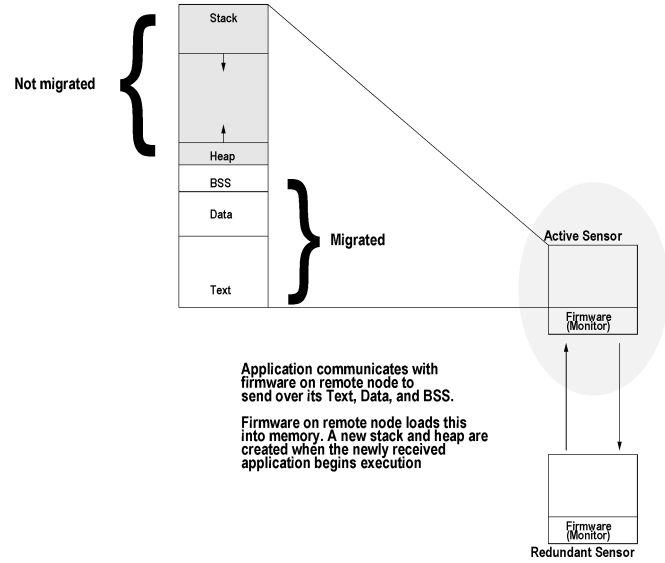 Stack
Not migrated
Heap
BSS
Data
Migrated
Text
Active Sensor
Firmware
(Monitor)
Application communicates with
firmware on remote node to
send over its Text, Data, and BSS.
Firmware on remote node loads this
into memory. A new stack and heap are
created when the newly received
application begins execution
Firmware
(Monitor)
Redundant Sensor